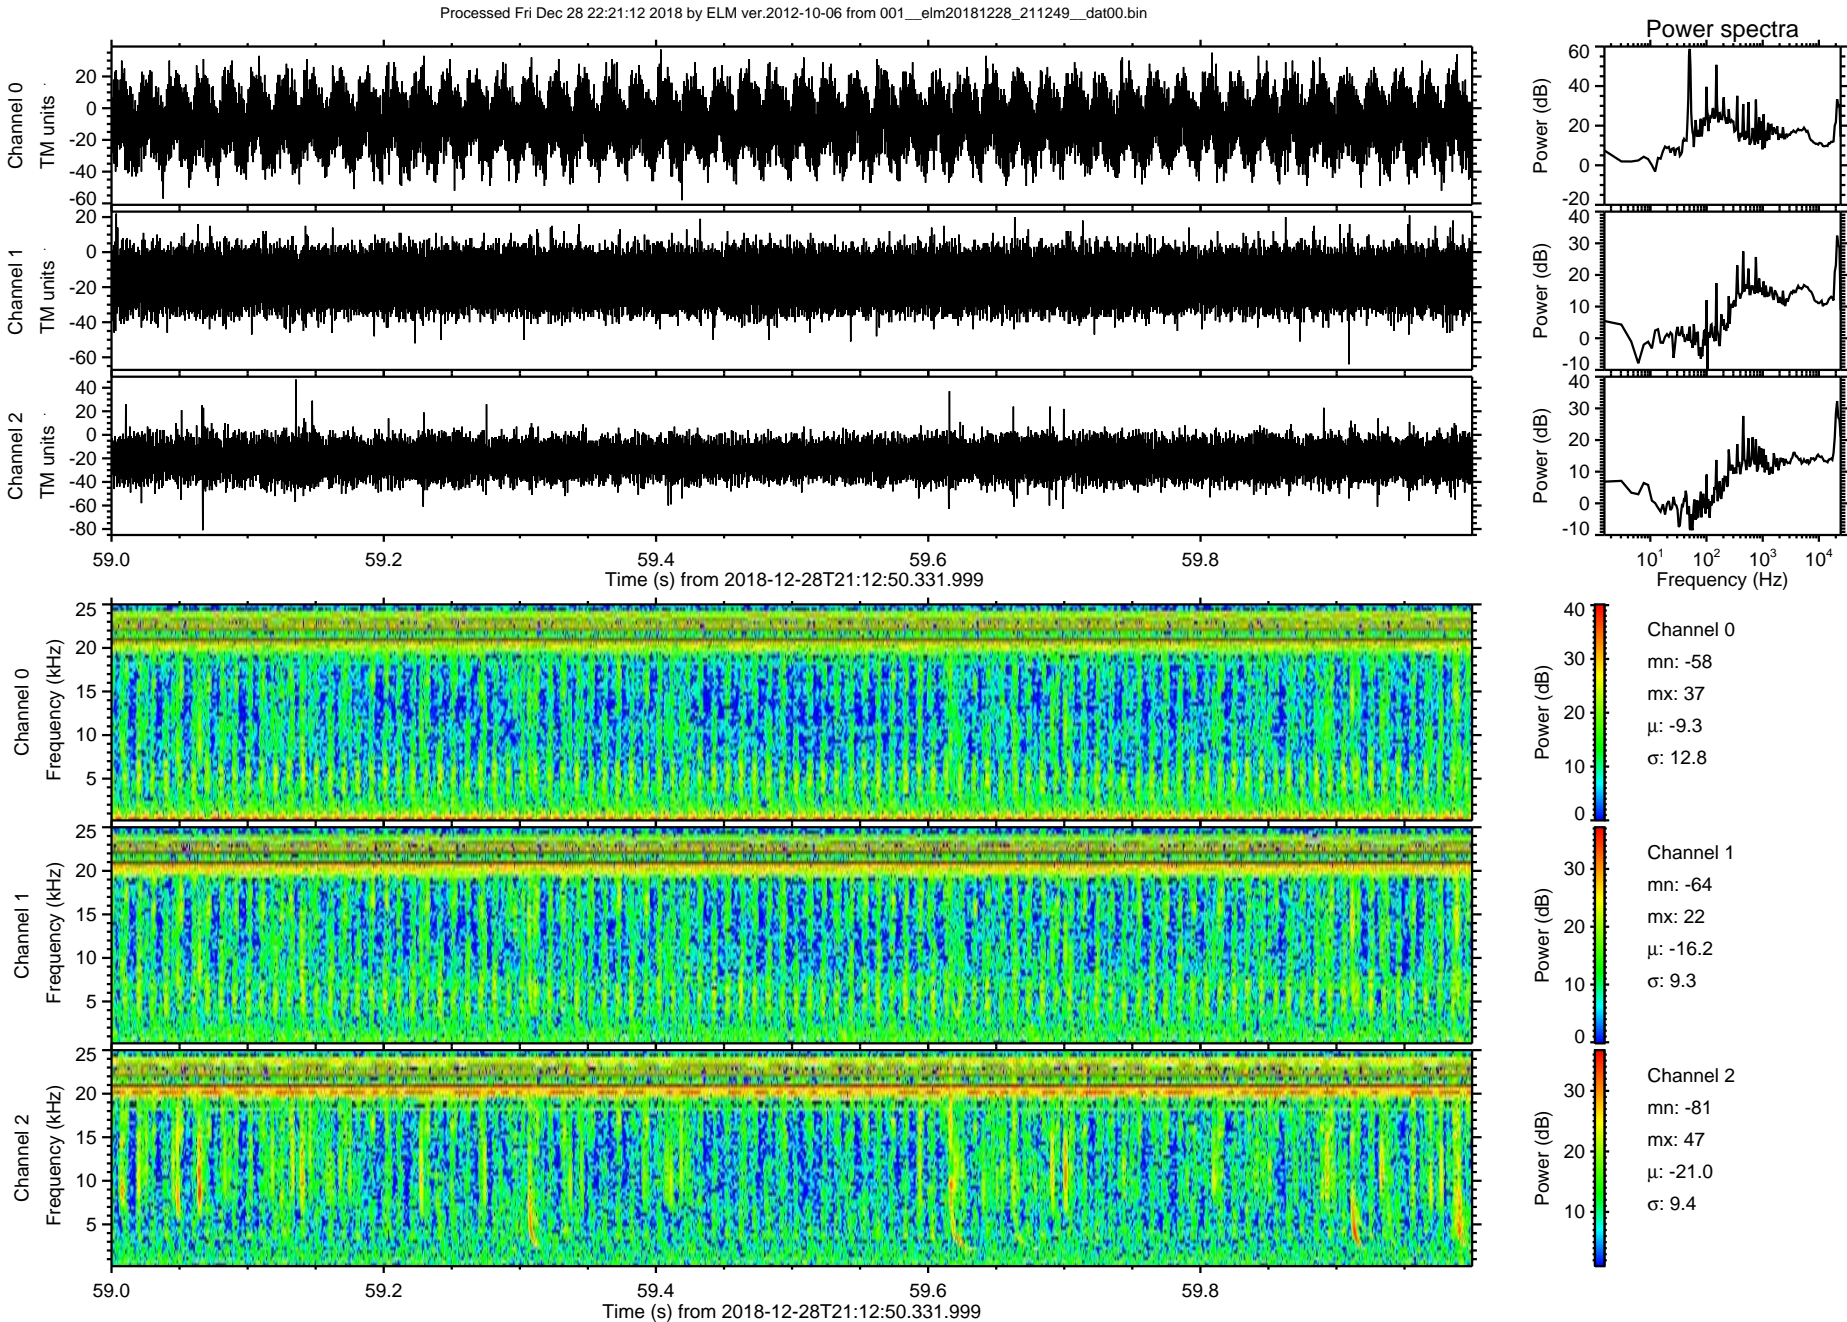 Processed Fri Dec 28 22:21:12 2018 by ELM ver.2012-10-06 from 001__elm20181228_211249__dat00.bin
Power spectra
Channel 0
TM units
20
0
-20
-40
-60
Power (dB)
60
40
20
0
-20
Channel 1
TM units
20
0
-20
-40
-60
Power (dB)
40
30
20
10
0
-10
Channel 2
TM units
40
20
0
-20
-40
-60
-80
Power (dB)
40
30
20
10
0
-10
59.0 59.2 59.4 59.6 59.8
Time (s) from 2018-12-28T21:12:50.331.999
10^1 10^2 10^3 10^4
Frequency (Hz)
Channel 0
Frequency (kHz)
25
20
15
10
5
Power (dB)
40
30
20
10
0
Channel 0
mn: -58
mx: 37
μ: -9.3
σ: 12.8
Channel 1
Frequency (kHz)
25
20
15
10
5
Power (dB)
30
20
10
0
Channel 1
mn: -64
mx: 22
μ: -16.2
σ: 9.3
Channel 2
Frequency (kHz)
25
20
15
10
5
Power (dB)
30
20
10
Channel 2
mn: -81
mx: 47
μ: -21.0
σ: 9.4
59.0 59.2 59.4 59.6 59.8
Time (s) from 2018-12-28T21:12:50.331.999